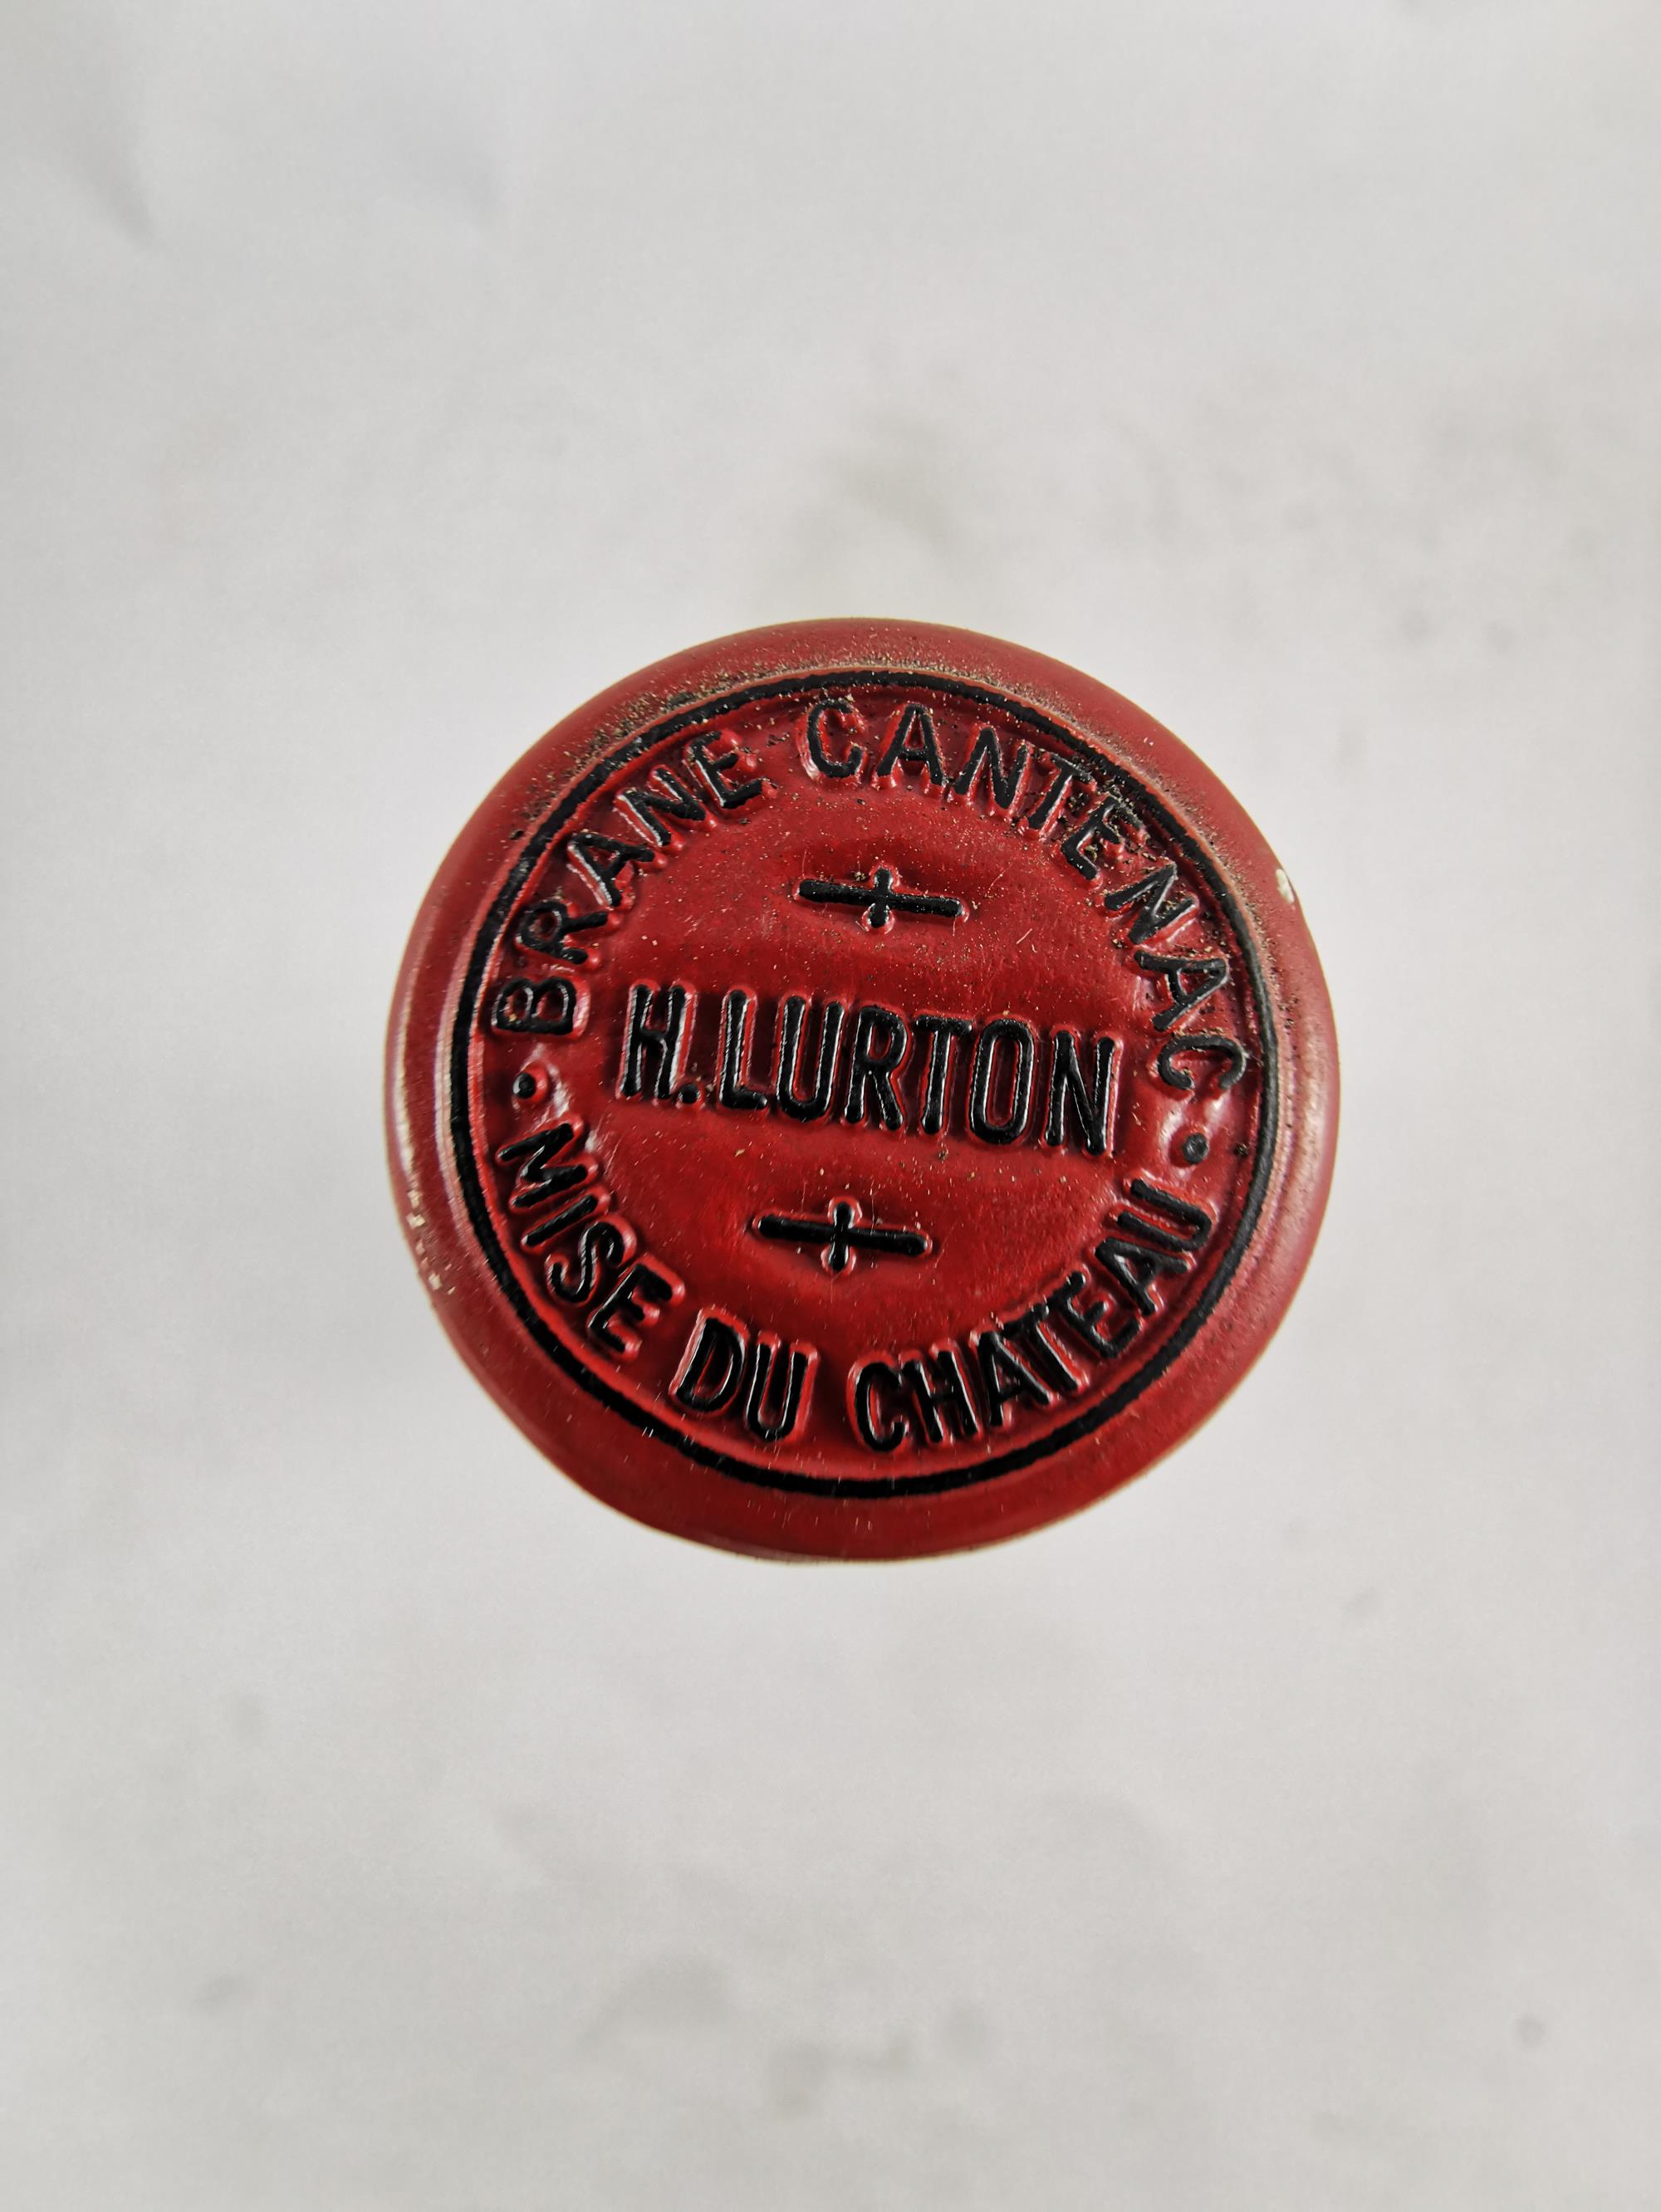 BRANE CANTENAC
H. LURTON
· MISE DU CHATEAU ·